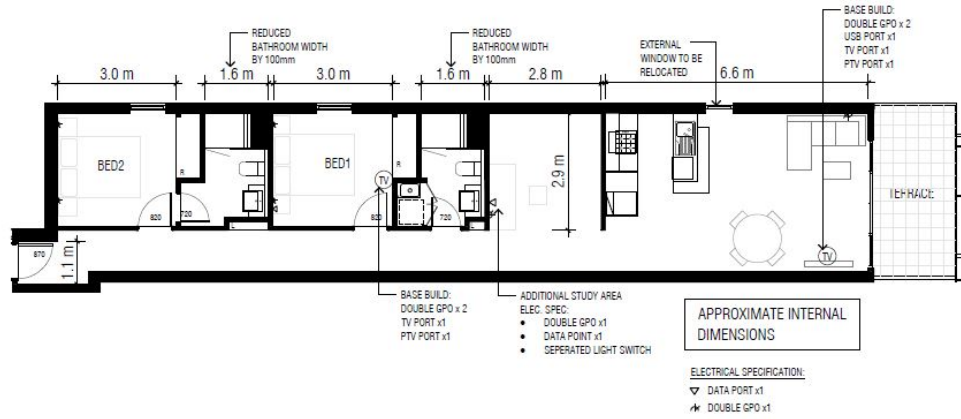 BASE BUILD:
DOUBLE GPO x 2
USB PORT x1
TV PORT x1
PTV PORT x1
REDUCED
BATHROOM WIDTH
BY 100mm
REDUCED
BATHROOM WIDTH
BY 100mm
EXTERNAL
WINDOW TO BE
RELOCATED
3.0 m
1.6 m
3.0 m
1.6 m
2.8 m
6.6 m
BED2
R
BED1
TV
R
2.9 m
TERRACE
820
720
820
720
870
1.1 m
TV
BASE BUILD:
DOUBLE GPO x 2
TV PORT x1
PTV PORT x1
ADDITIONAL STUDY AREA
ELEC. SPEC:
• DOUBLE GPO x1
• DATA POINT x1
• SEPERATED LIGHT SWITCH
APPROXIMATE INTERNAL
DIMENSIONS
ELECTRICAL SPECIFICATION:
DATA PORT x1
DOUBLE GPO x1